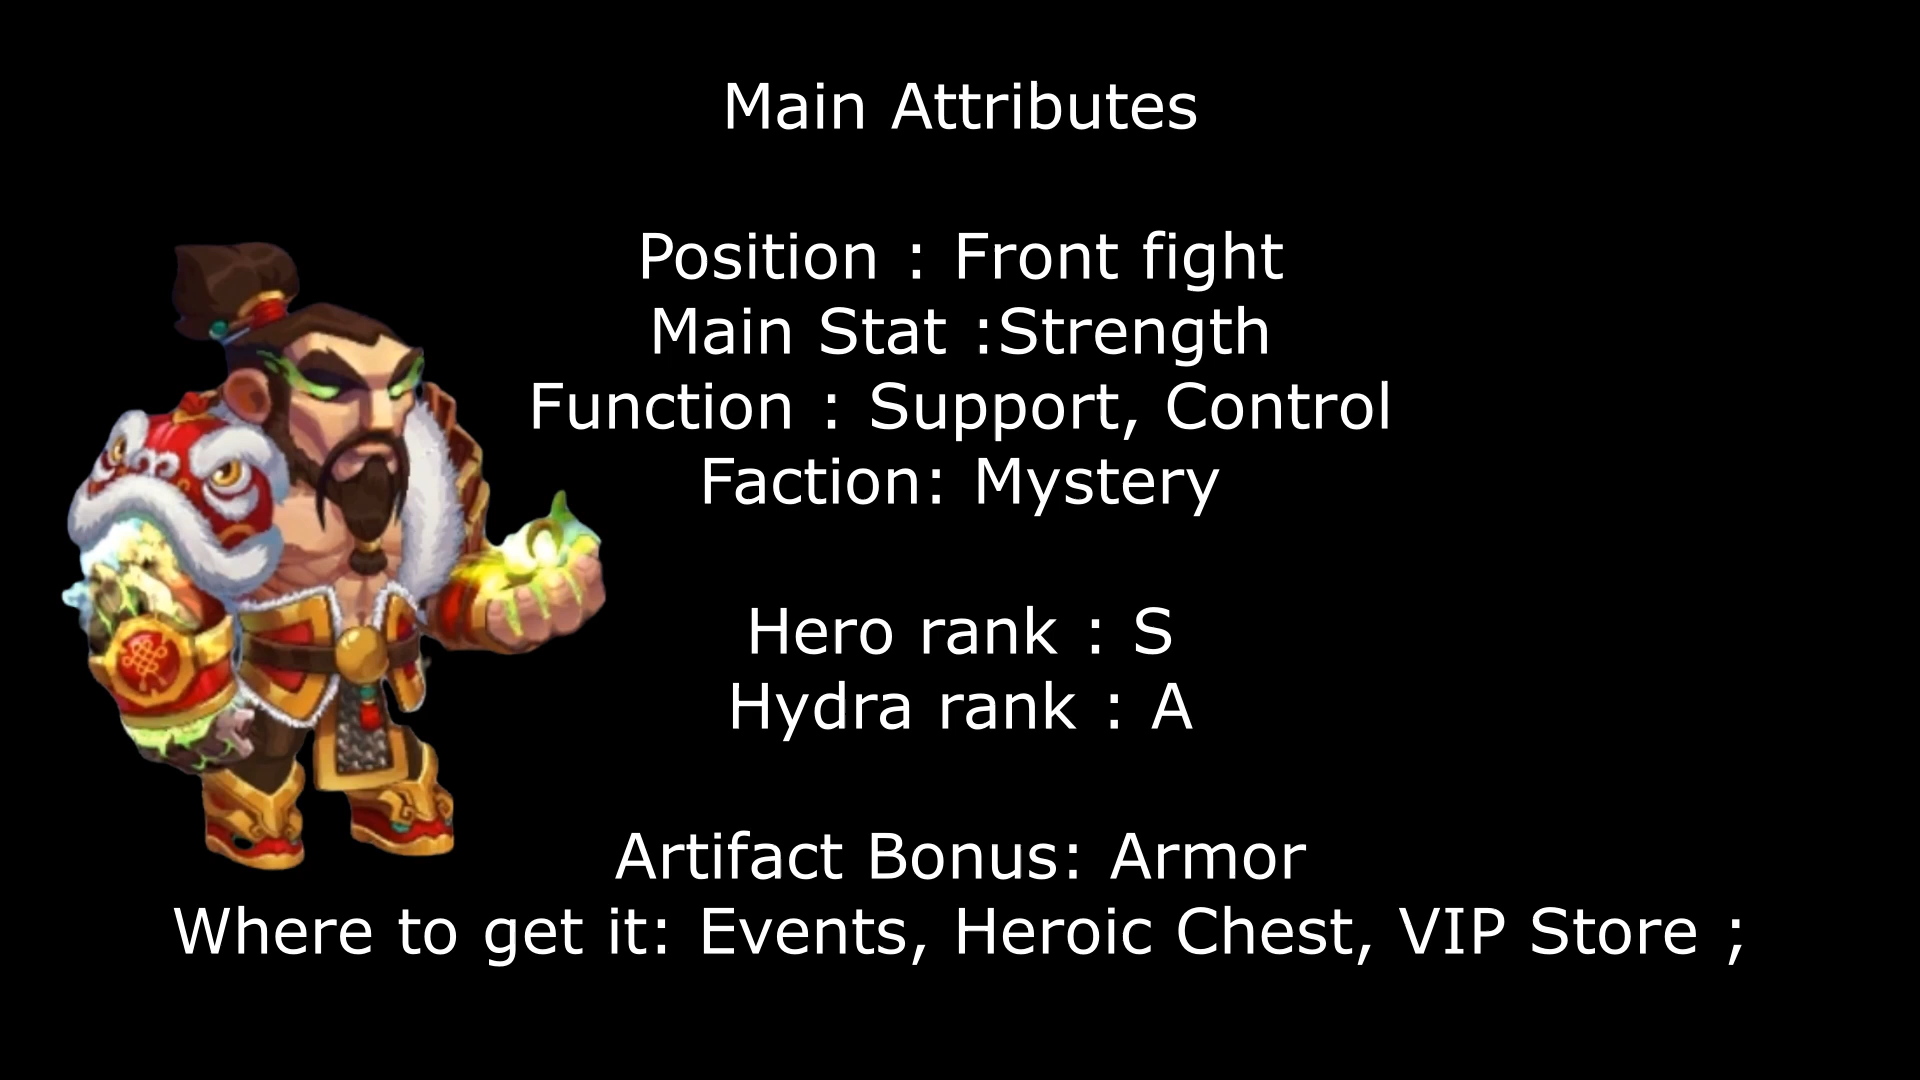 Main Attributes
Position : Front fight
Main Stat :Strength
Function : Support, Control
Faction: Mystery
Hero rank : S
Hydra rank : A
Artifact Bonus: Armor
Where to get it: Events, Heroic Chest, VIP Store ;